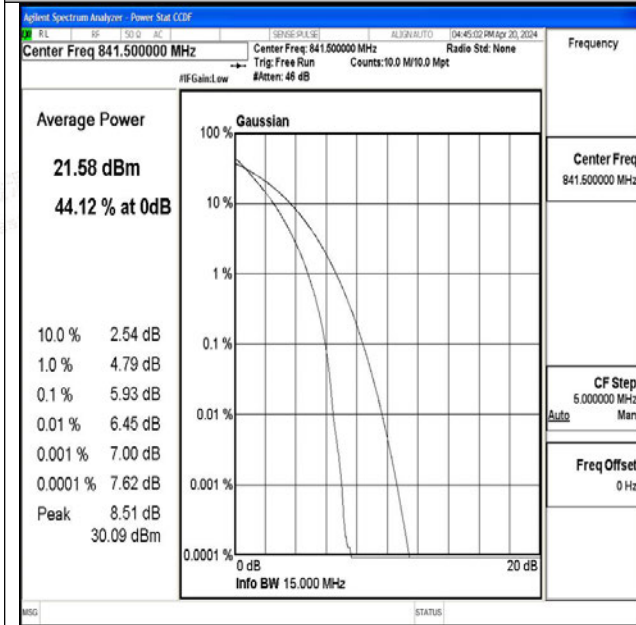 Agilent Spectrum Analyzer - Power Stat CCDF
RL RF 50 Ω AC SENSE:PULSE ALIGN AUTO 04:45:02 PM Apr 20, 2024
Center Freq 841.500000 MHz
Center Freq: 841.500000 MHz Radio Std: None
Trig: Free Run Counts:10.0 M/10.0 Mpt
#IFGain:Low #Atten: 46 dB
Frequency
Average Power
21.58 dBm
44.12 % at 0dB
10.0 % 2.54 dB
1.0 % 4.79 dB
0.1 % 5.93 dB
0.01 % 6.45 dB
0.001 % 7.00 dB
0.0001 % 7.62 dB
Peak 8.51 dB
30.09 dBm
Gaussian
100 %
10 %
1 %
0.1 %
0.01 %
0.001 %
0.0001 %
0 dB 20 dB
Info BW 15.000 MHz
Center Freq
841.500000 MHz
CF Step
5.000000 MHz
Auto Man
Freq Offset
0 Hz
MSG STATUS